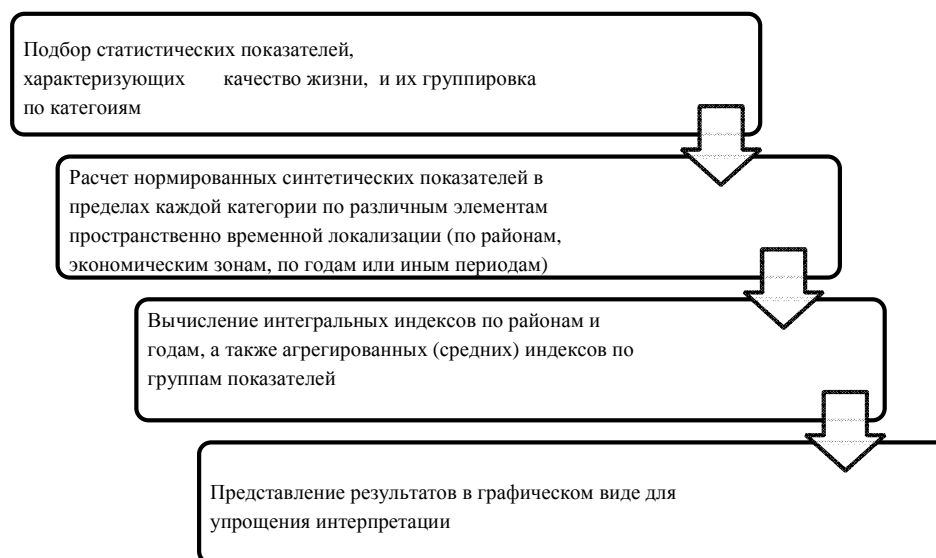 Подбор статистических показателей,
характеризующих качество жизни, и их группировка
по категоиям
Расчет нормированных синтетических показателей в
пределах каждой категории по различным элементам
пространственно временной локализации (по районам,
экономическим зонам, по годам или иным периодам)
Вычисление интегральных индексов по районам и
годам, а также агрегированных (средних) индексов по
группам показателей
Представление результатов в графическом виде для
упрощения интерпретации